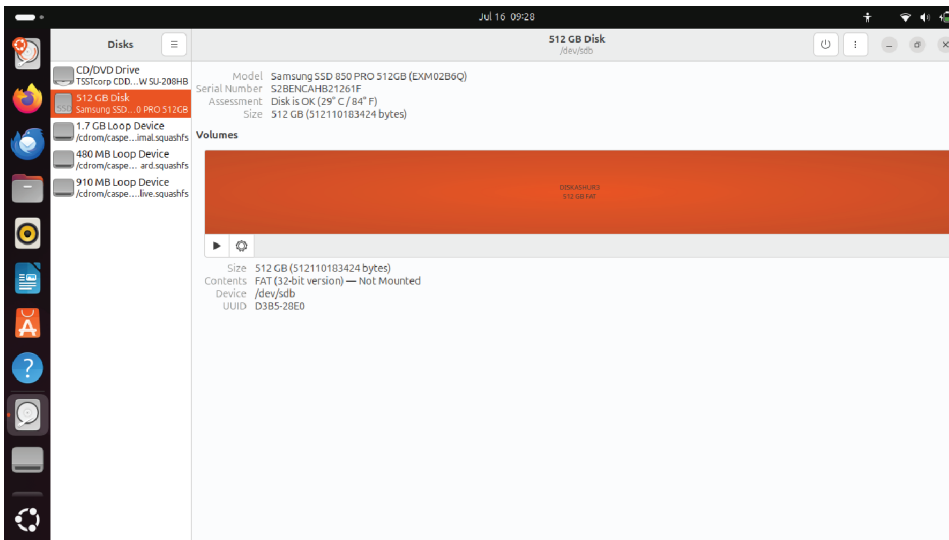 Jul 16 09:28
Disks
512 GB Disk
/dev/sdb
CD/DVD Drive
TSSTcorp CDD...W SU-208HB
512 GB Disk
Samsung SSD...0 PRO 512GB
1.7 GB Loop Device
/cdrom/caspe...imal.squashfs
480 MB Loop Device
/cdrom/caspe... ard.squashfs
910 MB Loop Device
/cdrom/caspe....live.squashfs
Model Samsung SSD 850 PRO 512GB (EXM02B6Q)
Serial Number S2BENCAHB21261F
Assessment Disk is OK (29° C / 84° F)
Size 512 GB (512110183424 bytes)
Volumes
DISKASHUR3
512 GB FAT
Size 512 GB (512110183424 bytes)
Contents FAT (32-bit version) — Not Mounted
Device /dev/sdb
UUID D3B5-28E0